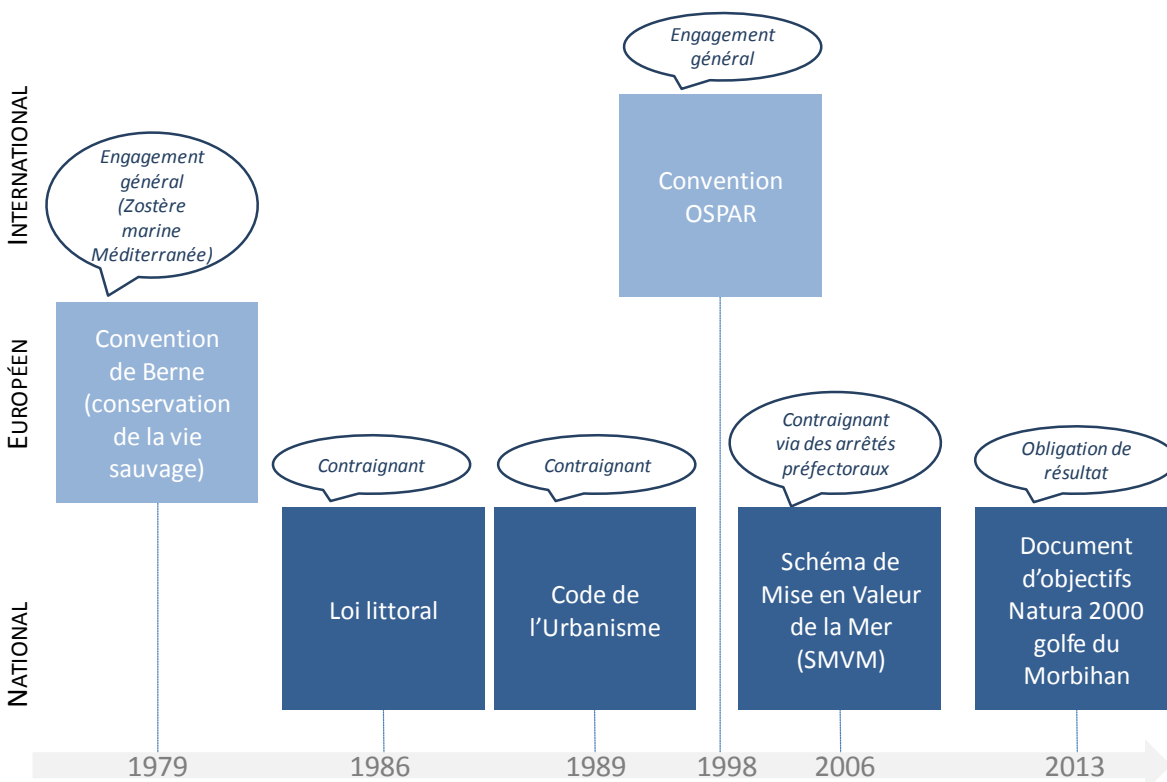 INTERNATIONAL
EUROPÉEN
NATIONAL
Engagement
général
(Zostère
marine
Méditerranée)
Convention
de Berne
(conservation
de la vie
sauvage)
Contraignant
Loi littoral
Contraignant
Code de
l'Urbanisme
Engagement
général
Convention
OSPAR
Contraignant
via des arrêtés
préfectoraux
Schéma de
Mise en Valeur
de la Mer
(SMVM)
Obligation de
résultat
Document
d'objectifs
Natura 2000
golfe du
Morbihan
1979
1986
1989
1998
2006
2013